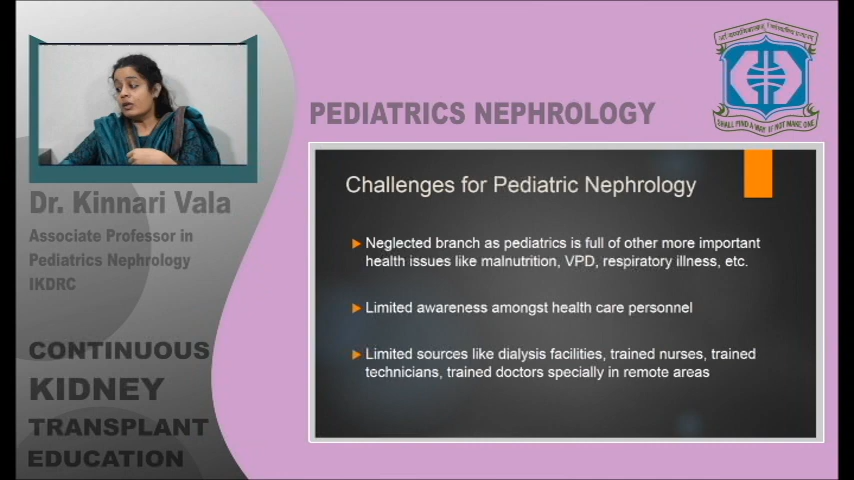 PEDIATRICS NEPHROLOGY
SHALL FIND A WAY IF NOT MAKE ONE
Dr. Kinnari Vala
Associate Professor in
Pediatrics Nephrology
IKDRC
CONTINUOUS
KIDNEY
TRANSPLANT
EDUCATION
Challenges for Pediatric Nephrology
Neglected branch as pediatrics is full of other more important
health issues like malnutrition, VPD, respiratory illness, etc.
Limited awareness amongst health care personnel
Limited sources like dialysis facilities, trained nurses, trained
technicians, trained doctors specially in remote areas